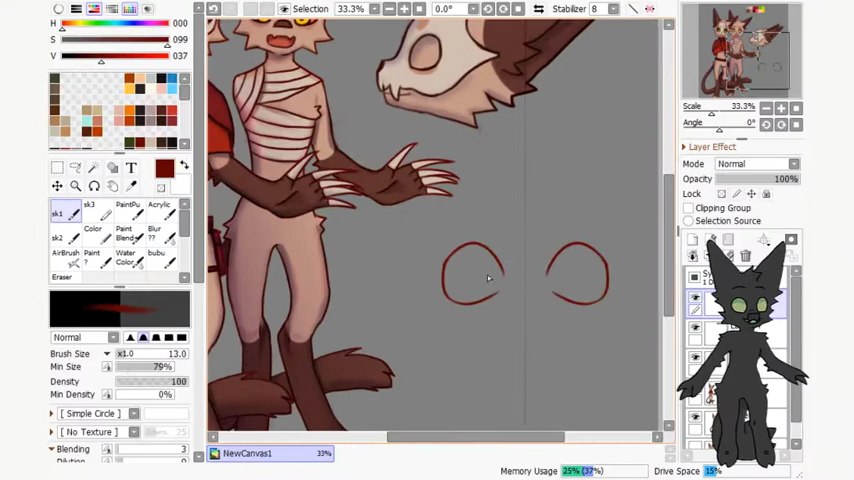 Selection 33.3% 0.0° Stabilizer 8
H 000
S 099
V 037
Scale 33.3%
Angle 0°
Layer Effect
Mode Normal
Opacity 100%
Lock
Clipping Group
Selection Source
T
sk1 sk3 PaintPu Acrylic
sk2 Color Paint Blend Blur ??
AirBrush Paint ? Water Color bubu
Eraser
Normal
Brush Size x1.0 13.0
Min Size 79%
Density 100
Min Density 0%
[ Simple Circle ]
[ No Texture ]
Blending 3
NewCanvas1 33%
Memory Usage 25% (37%) Drive Space 15%